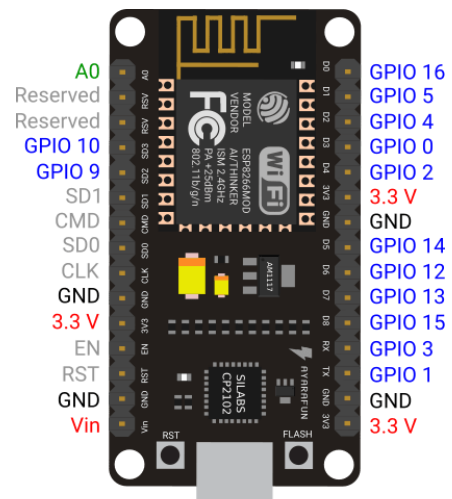 A0
Reserved
Reserved
GPIO 10
GPIO 9
SD1
CMD
SD0
CLK
GND
3.3 V
EN
RST
GND
Vin
A0
RSV
RSV
SD3
SD2
SD1
CMD
SD0
CLK
GND
3V3
EN
RST
GND
Vin
MODEL
VENDOR
ESP8266MOD
AI/THINKER
ISM 2.4GHz
PA +25dBm
802.11b/g/n
FC
Wi Fi
AM1117
SILABS
CP2102
AYARAFUN
RST
FLASH
D0
D1
D2
D3
D4
3V3
GND
D5
D6
D7
D8
RX
TX
GND
3V3
GPIO 16
GPIO 5
GPIO 4
GPIO 0
GPIO 2
3.3 V
GND
GPIO 14
GPIO 12
GPIO 13
GPIO 15
GPIO 3
GPIO 1
GND
3.3 V